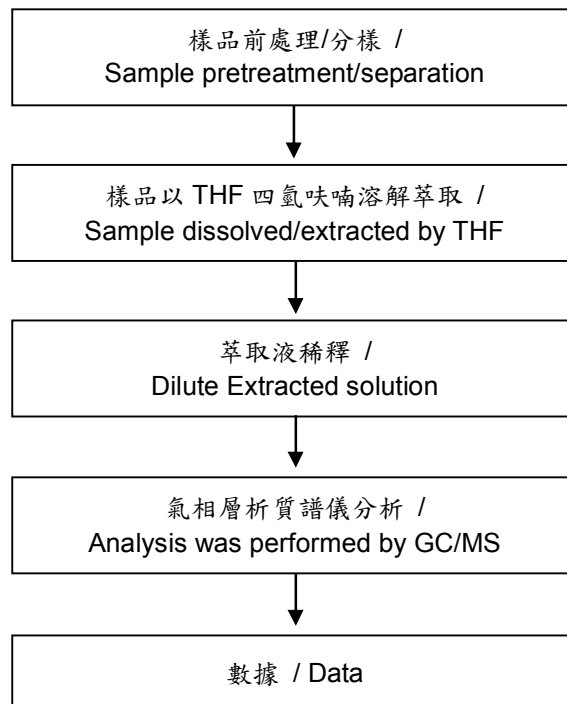 樣品前處理/分樣 /
Sample pretreatment/separation
樣品以 THF 四氫呋喃溶解萃取 /
Sample dissolved/extracted by THF
萃取液稀釋 /
Dilute Extracted solution
氣相層析質譜儀分析 /
Analysis was performed by GC/MS
數據 / Data